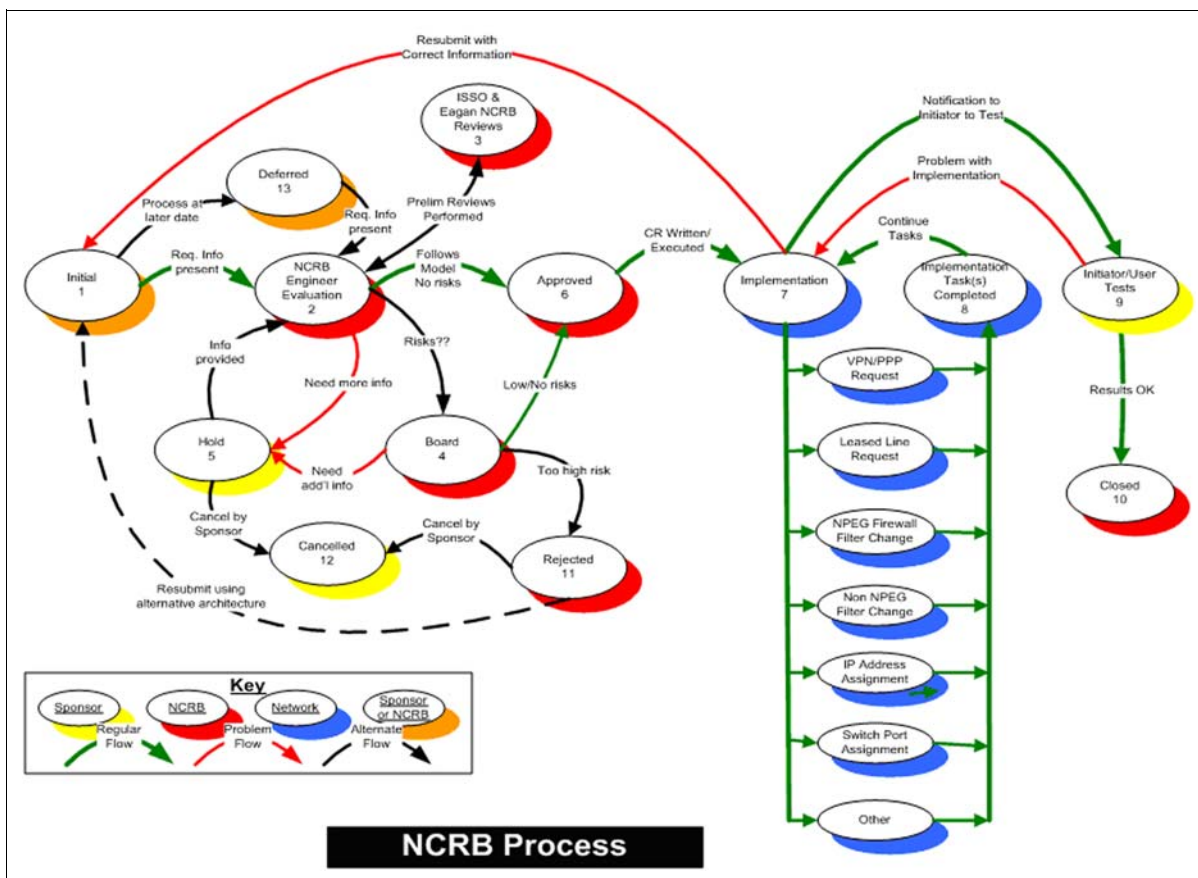 Resubmit with
Correct Information
ISSO &
Eagan NCRB
Reviews
3
Notification to
Initiator to Test
Deferred
13
Problem with
Implementation
Process at
later date
Req. Info
present
Prelim Reviews
Performed
CR Written/
Executed
Continue
Tasks
Initial
1
Req. Info
present
NCRB
Engineer
Evaluation
2
Follows
Model
No risks
Approved
6
Implementation
7
Implementation
Task(s)
Completed
8
Initiator/User
Tests
9
Info
provided
Risks??
Need more info
Low/No risks
VPN/PPP
Request
Results OK
Hold
5
Need
add'l info
Board
4
Too high risk
Leased Line
Request
Closed
10
Cancel by
Sponsor
Cancelled
12
Cancel by
Sponsor
Rejected
11
NPEG Firewall
Filter Change
Resubmit using
alternative architecture
Non NPEG
Filter Change
IP Address
Assignment
Switch Port
Assignment
Other
Key
Sponsor
NCRB
Network
Sponsor
or NCRB
Regular
Flow
Problem
Flow
Alternate
Flow
NCRB Process